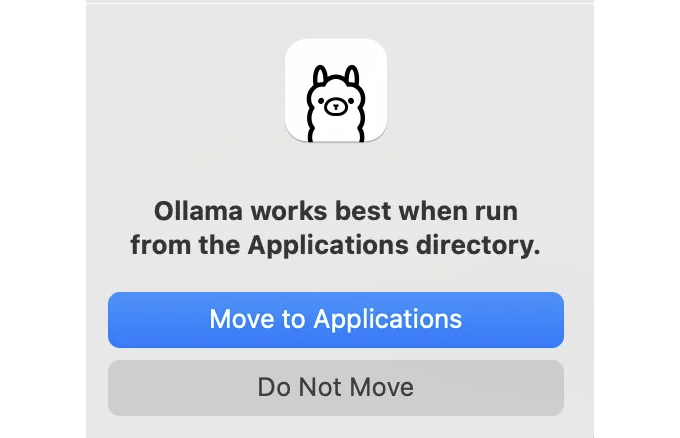 Ollama works best when run
from the Applications directory.
Move to Applications
Do Not Move